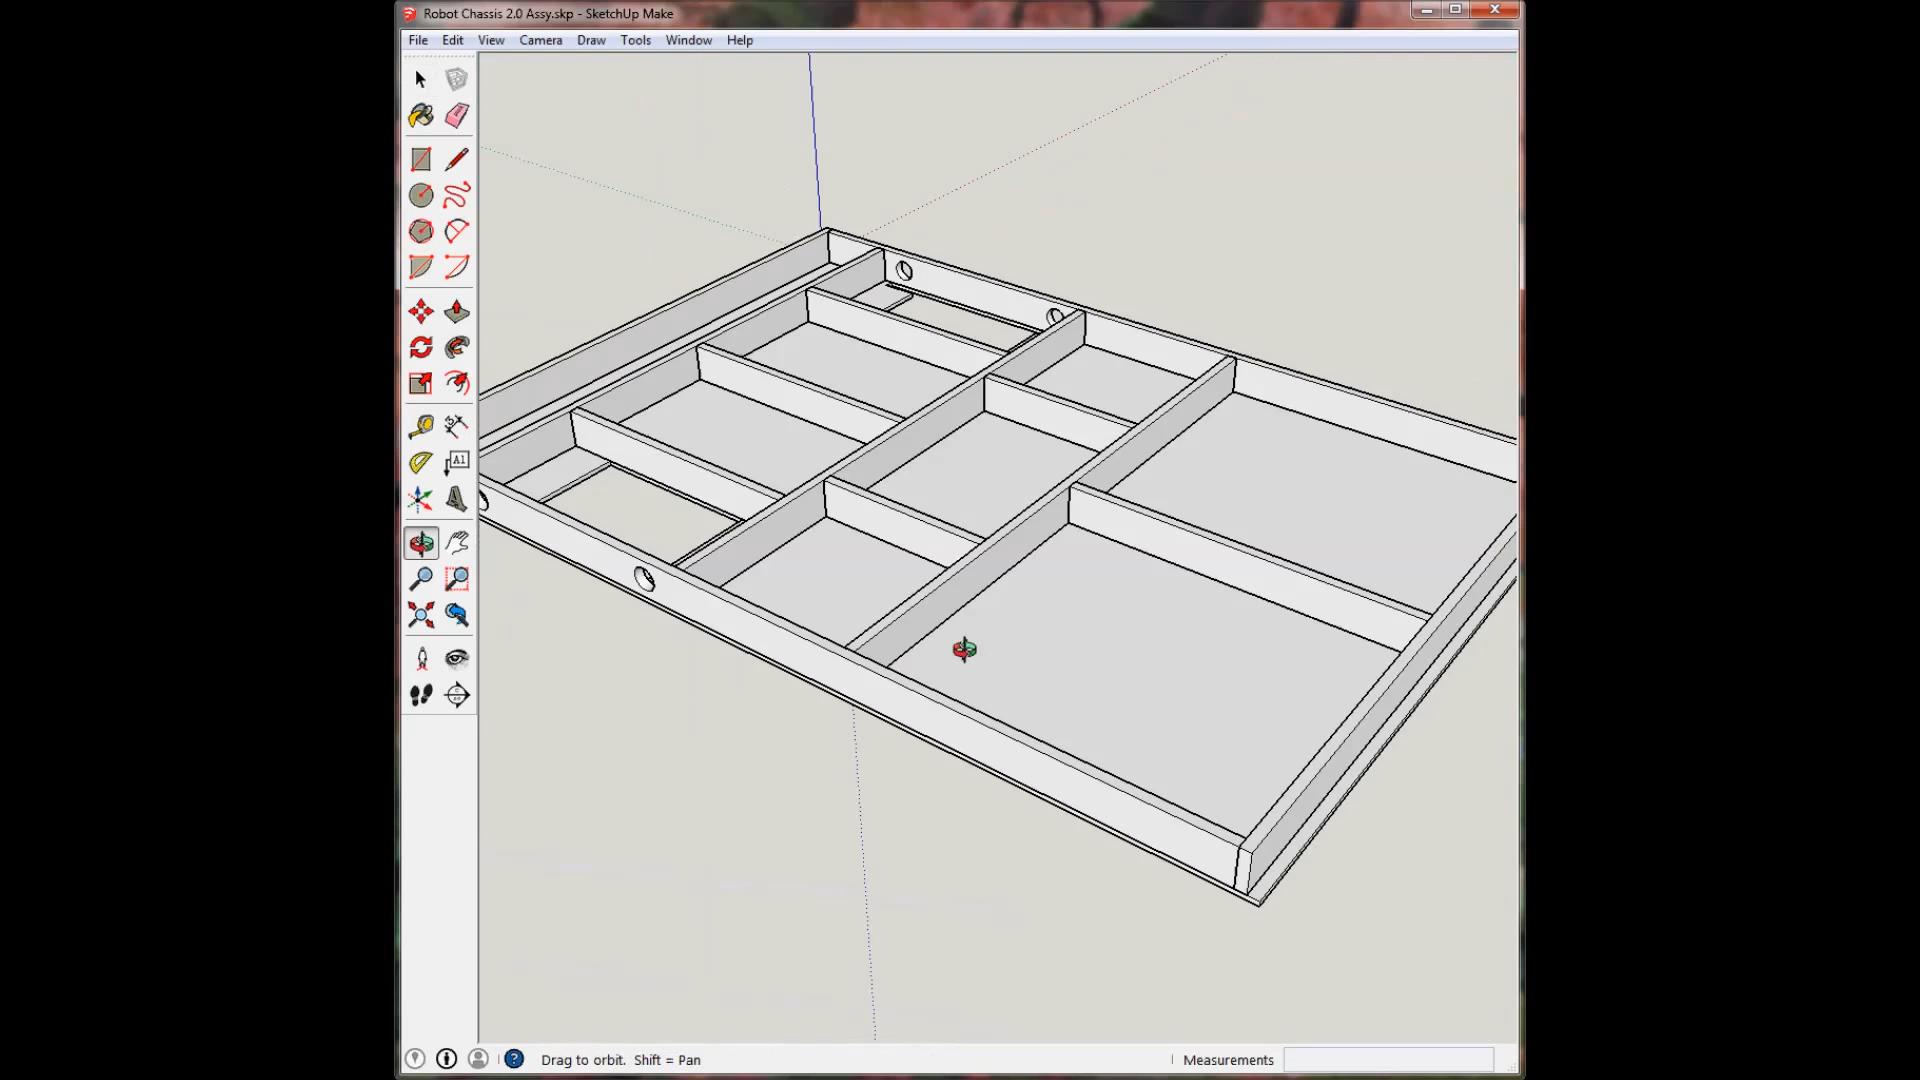 Robot Chassis 2.0 Assy.skp - SketchUp Make
File Edit View Camera Draw Tools Window Help
A1
Drag to orbit. Shift = Pan
Measurements